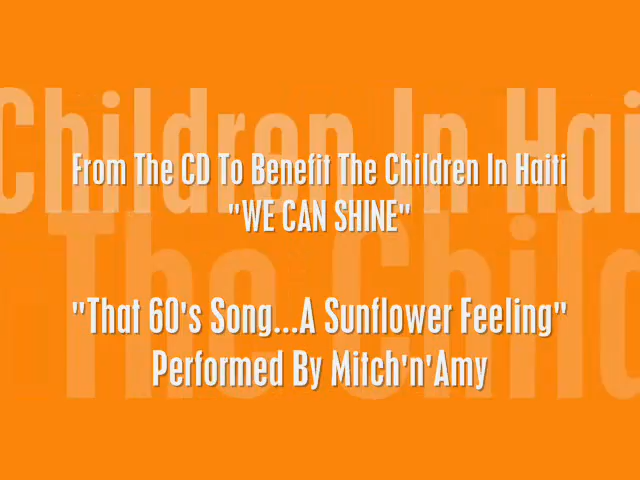 Children In Hai
From The CD To Benefit The Children In Haiti
"WE CAN SHINE"
The Child
"That 60's Song...A Sunflower Feeling"
Performed By Mitch'n'Amy